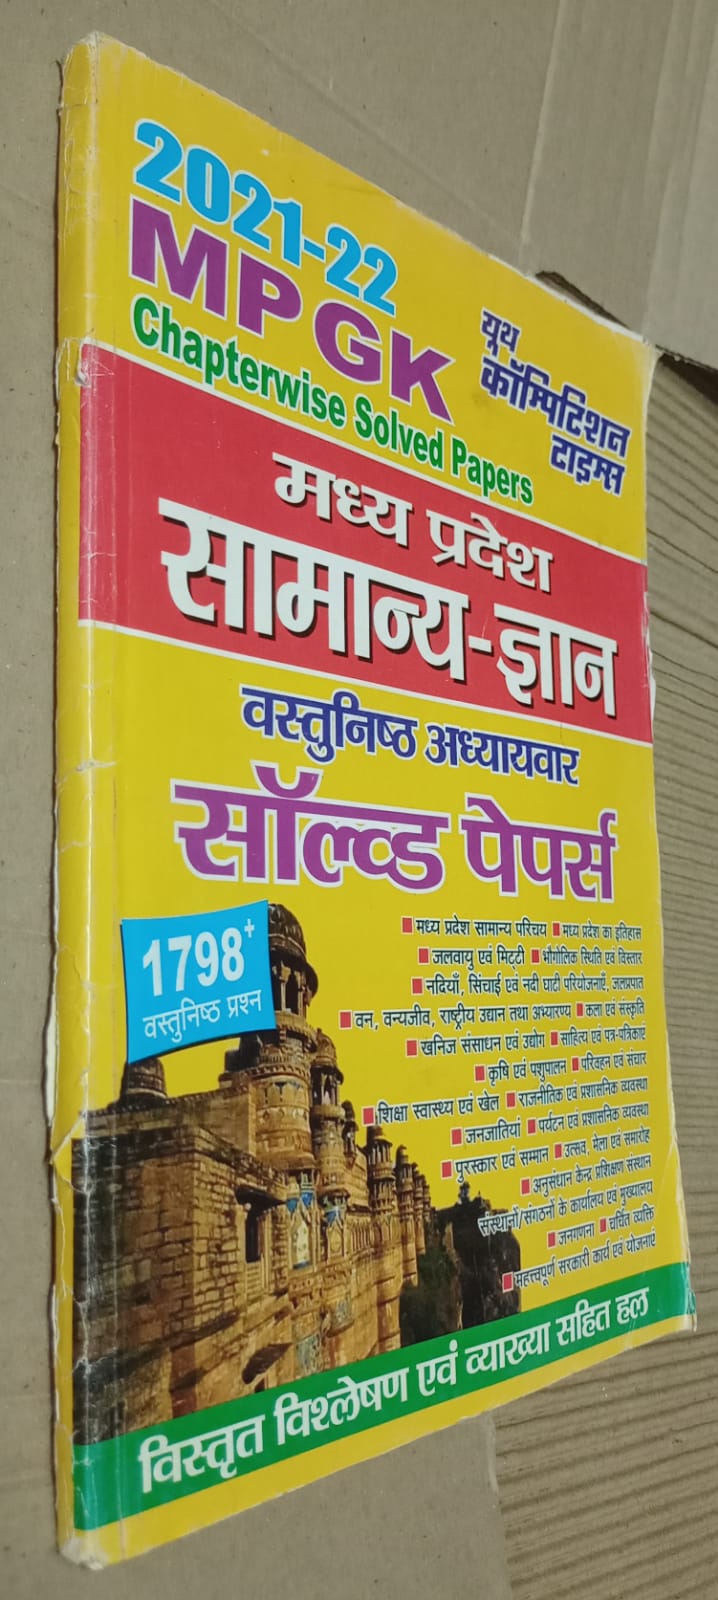 2021-22
MP GK
Chapterwise Solved Papers
यूथ
कॉम्पिटिशन
टाइम्स
मध्य प्रदेश
सामान्य-ज्ञान
वस्तुनिष्ठ अध्यायवार
सॉल्व्ड पेपर्स
1798+
वस्तुनिष्ठ प्रश्न
■ मध्य प्रदेश सामान्य परिचय ■ मध्य प्रदेश का इतिहास
■ जलवायु एवं मिट्टी ■ भौगोलिक स्थिति एवं विस्तार
■ नदियाँ, सिंचाई एवं नदी घाटी परियोजनाएँ, जलप्रपात
■ वन, वन्यजीव, राष्ट्रीय उद्यान तथा अभ्यारण्य ■ कला एवं संस्कृति
■ खनिज संसाधन एवं उद्योग ■ साहित्य एवं पत्र-पत्रिकाएं
■ कृषि एवं पशुपालन ■ परिवहन एवं संचार
■ शिक्षा स्वास्थ्य एवं खेल ■ राजनीतिक एवं प्रशासनिक व्यवस्था
■ जनजातियां ■ पर्यटन एवं प्रशासनिक व्यवस्था
■ पुरस्कार एवं सम्मान ■ उत्सव, मेला एवं समारोह
■ अनुसंधान केन्द्र प्रशिक्षण संस्थान
संस्थानों/संगठनों के कार्यालय एवं मुख्यालय
■ जनगणना ■ चर्चित व्यक्ति
■ महत्त्वपूर्ण सरकारी कार्य एवं योजनाएं
विस्तृत विश्लेषण एवं व्याख्या सहित हल